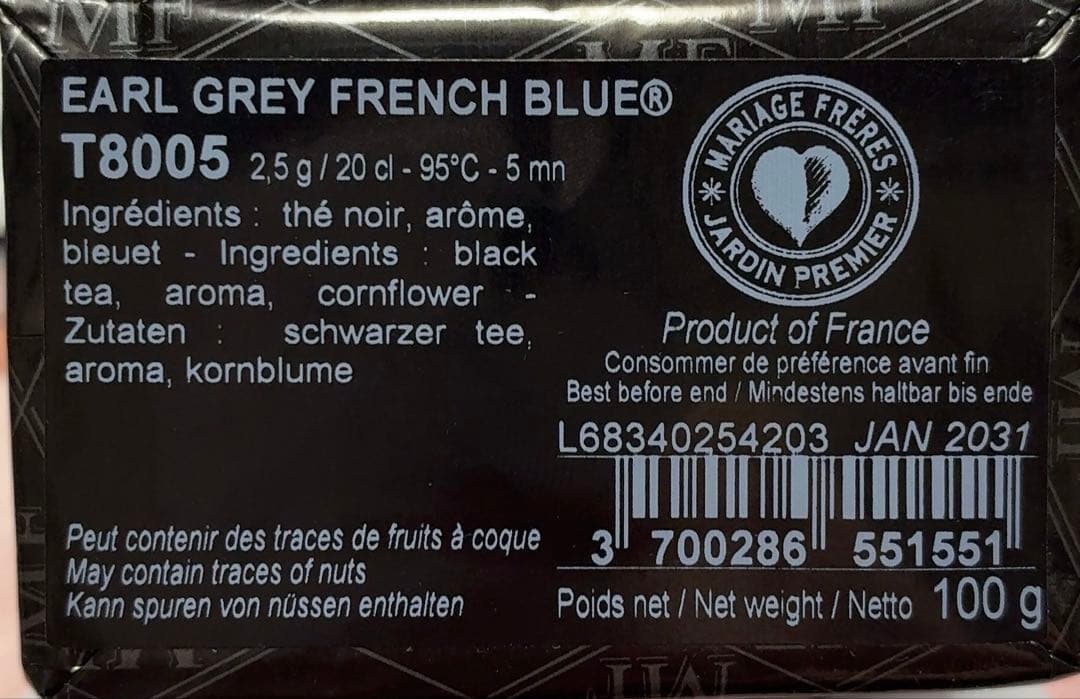 EARL GREY FRENCH BLUE®
T8005 2,5 g / 20 cl - 95°C - 5 mn
Ingrédients : thé noir, arôme,
bleuet - Ingredients : black
tea, aroma, cornflower -
Zutaten : schwarzer tee,
aroma, kornblume
Peut contenir des traces de fruits à coque
May contain traces of nuts
Kann spuren von nüssen enthalten
MARIAGE FRÈRES
JARDIN PREMIER
Product of France
Consommer de préférence avant fin
Best before end / Mindestens haltbar bis ende
L68340254203 JAN 2031
3 700286 551551
Poids net / Net weight / Netto 100 g